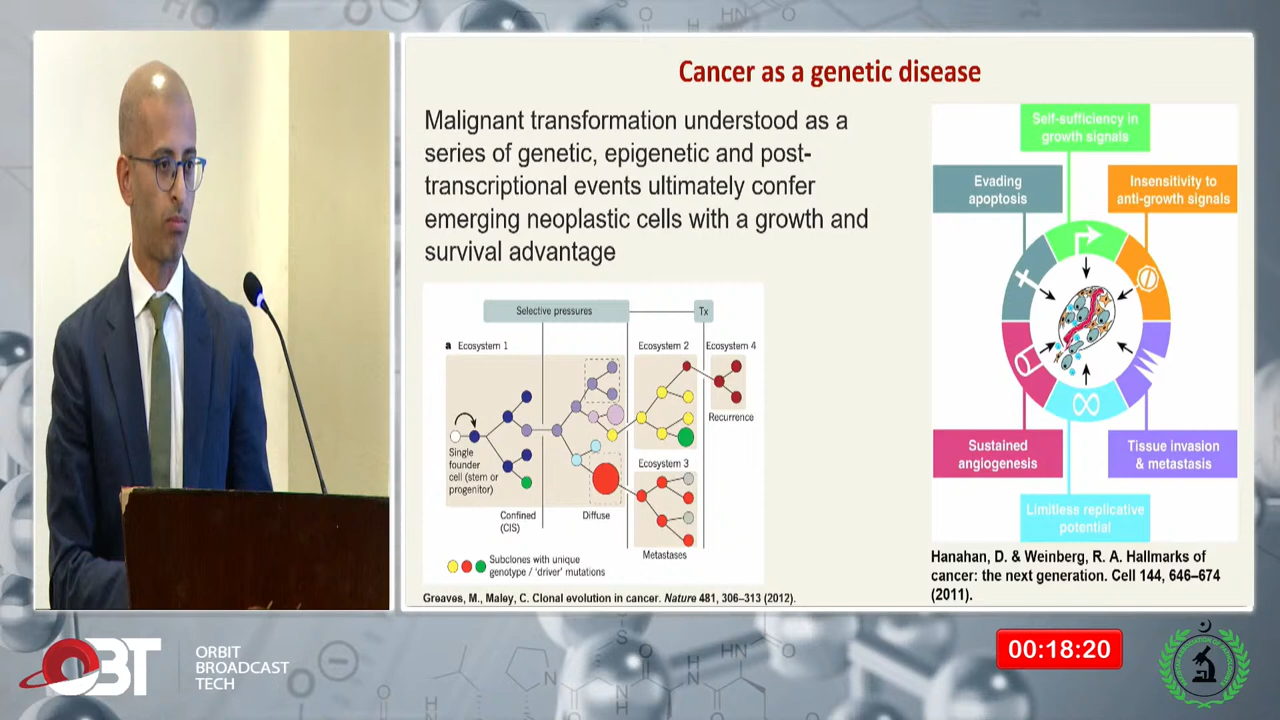 Cancer as a genetic disease
Malignant transformation understood as a
series of genetic, epigenetic and post-
transcriptional events ultimately confer
emerging neoplastic cells with a growth and
survival advantage
Selective pressures
Tx
a Ecosystem 1
Ecosystem 2
Ecosystem 4
Recurrence
Single
founder
cell (stem or
progenitor)
Ecosystem 3
Confined
(CIS)
Diffuse
Metastases
Subclones with unique
genotype / 'driver' mutations
Greaves, M., Maley, C. Clonal evolution in cancer. Nature 481, 306–313 (2012).
Self-sufficiency in
growth signals
Evading
apoptosis
Insensitivity to
anti-growth signals
Sustained
angiogenesis
Tissue invasion
& metastasis
Limitless replicative
potential
Hanahan, D. & Weinberg, R. A. Hallmarks of
cancer: the next generation. Cell 144, 646–674
(2011).
OBT
ORBIT
BROADCAST
TECH
00:18:20
O
HN
O
S
HN
O
N
O